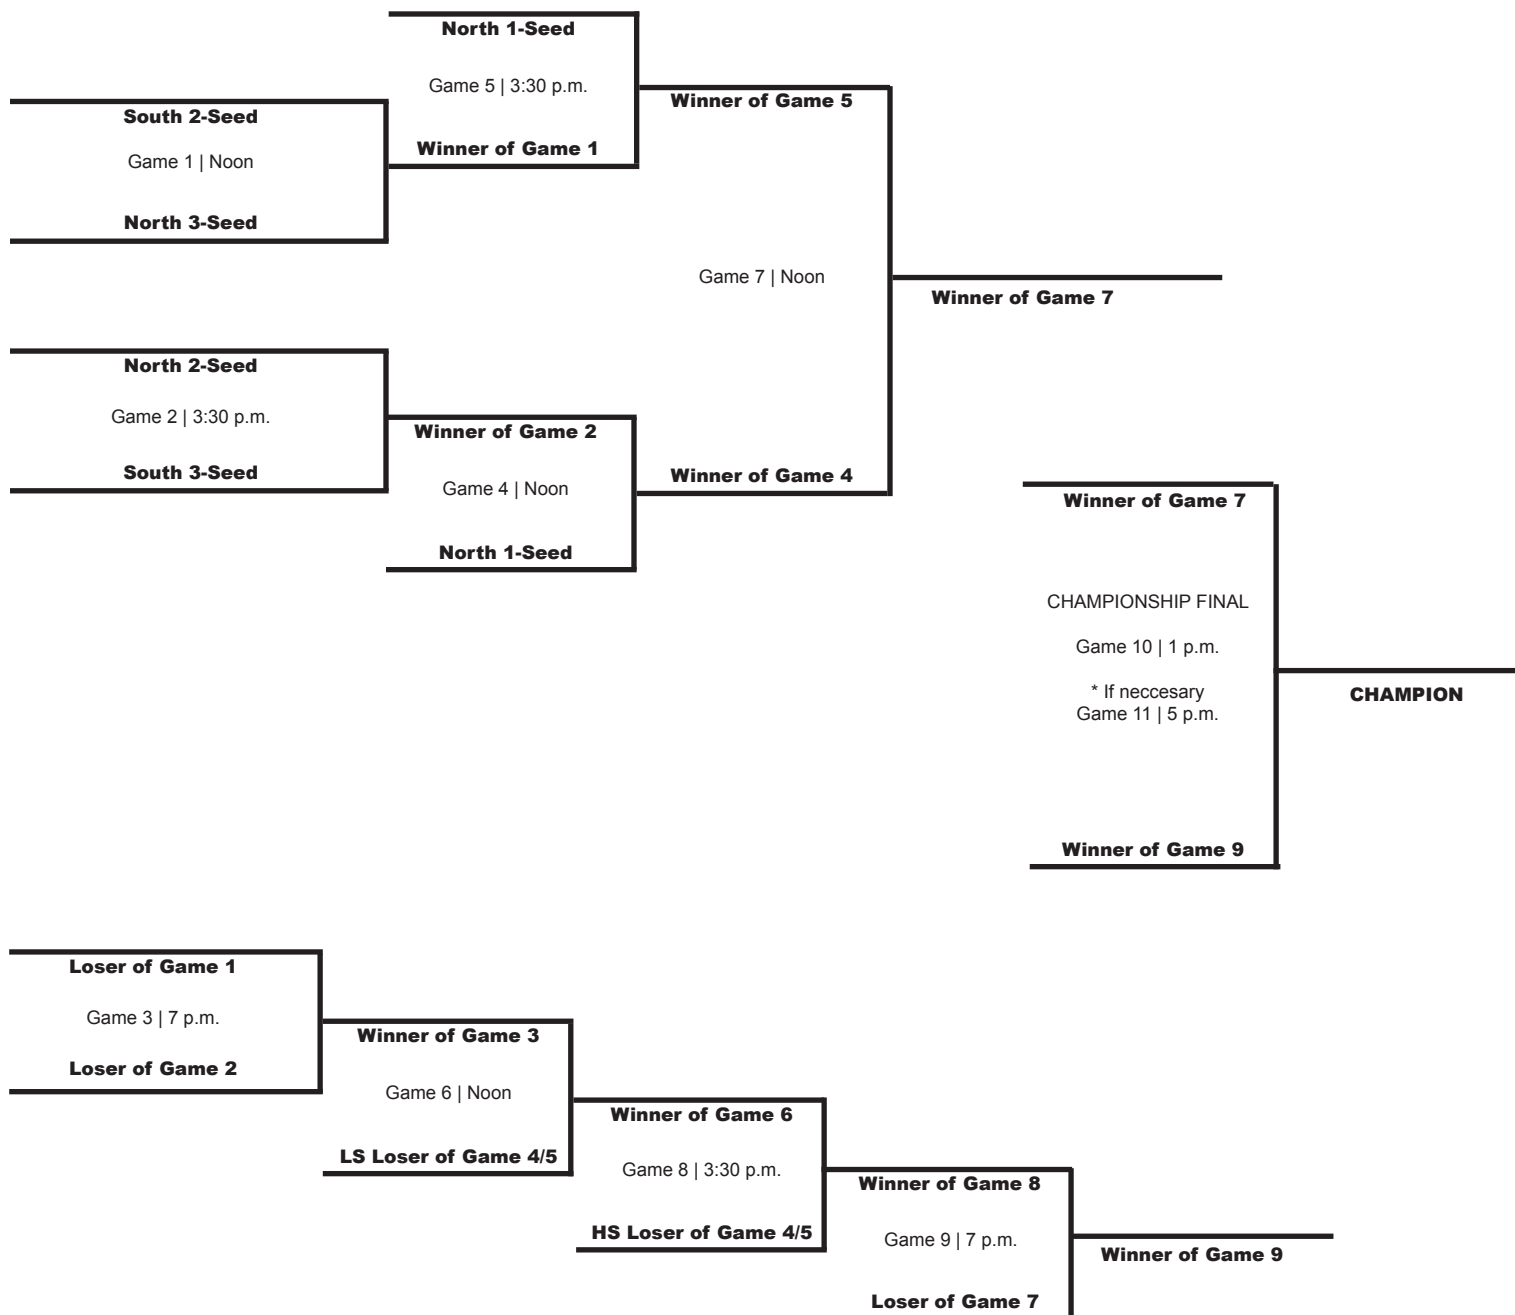 North 1-Seed
Game 5 | 3:30 p.m.
Winner of Game 5
South 2-Seed
Game 1 | Noon
Winner of Game 1
North 3-Seed
Game 7 | Noon
Winner of Game 7
North 2-Seed
Game 2 | 3:30 p.m.
Winner of Game 2
South 3-Seed
Game 4 | Noon
Winner of Game 4
North 1-Seed
Winner of Game 7
CHAMPIONSHIP FINAL
Game 10 | 1 p.m.
* If neccesary
Game 11 | 5 p.m.
CHAMPION
Winner of Game 9
Loser of Game 1
Game 3 | 7 p.m.
Loser of Game 2
Winner of Game 3
Game 6 | Noon
LS Loser of Game 4/5
Winner of Game 6
Game 8 | 3:30 p.m.
HS Loser of Game 4/5
Winner of Game 8
Game 9 | 7 p.m.
Loser of Game 7
Winner of Game 9